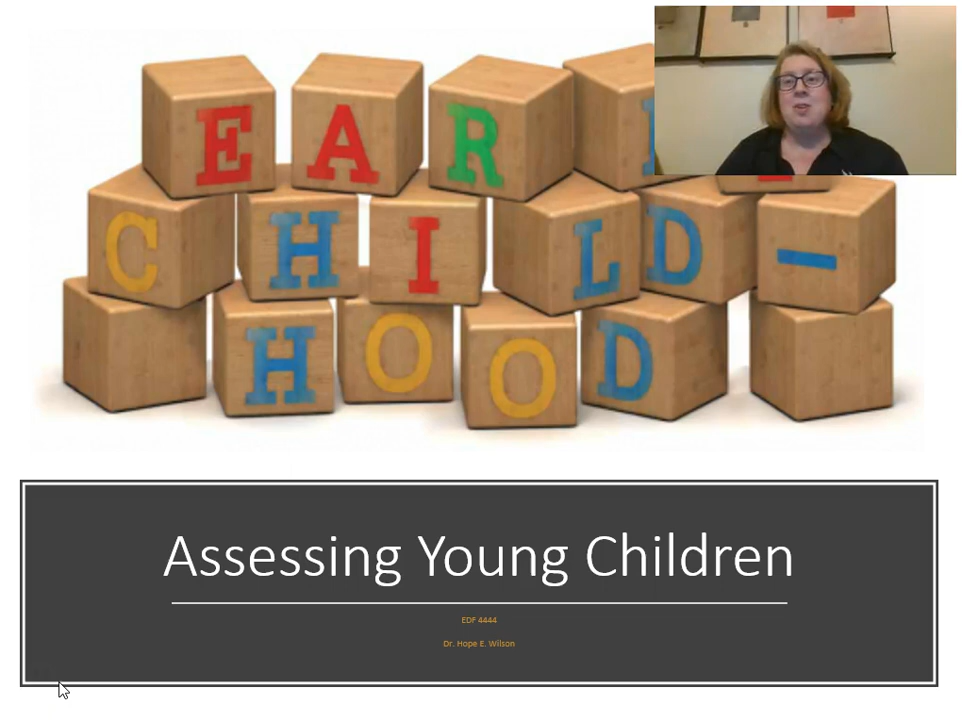 EAR
CHILD-
HOOD
Assessing Young Children
EDF 4444
Dr. Hope E. Wilson